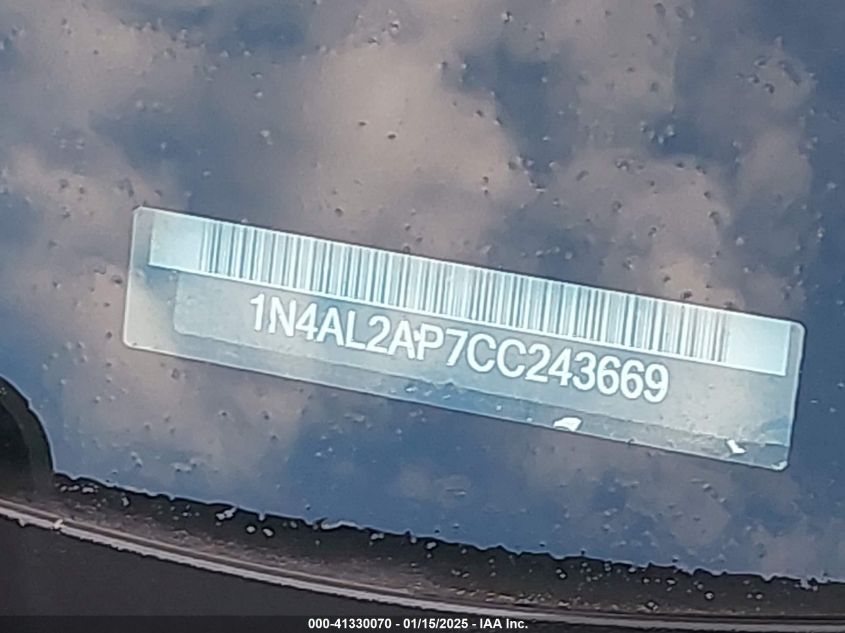 1N4AL2AP7CC243669
000-41330070 - 01/15/2025 - IAA Inc.